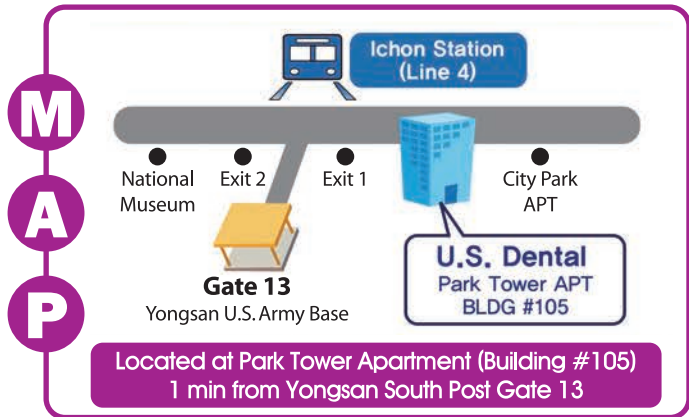 MAP
Ichon Station
(Line 4)
National
Museum
Exit 2
Exit 1
City Park
APT
Gate 13
Yongsan U.S. Army Base
U.S. Dental
Park Tower APT
BLDG #105
Located at Park Tower Apartment (Building #105)
1 min from Yongsan South Post Gate 13